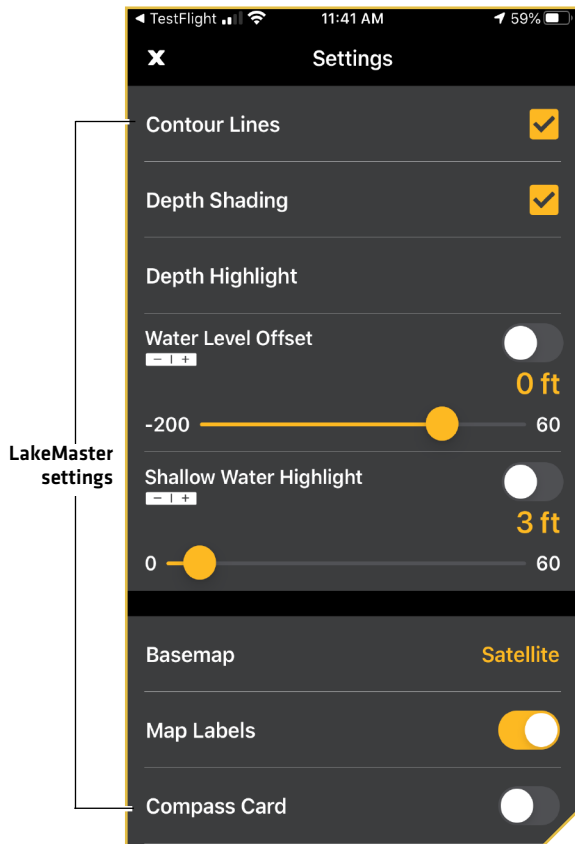 ◀ TestFlight
11:41 AM
59%
X
Settings
Contour Lines
Depth Shading
Depth Highlight
Water Level Offset
− | +
0 ft
-200
60
LakeMaster
settings
Shallow Water Highlight
− | +
3 ft
0
60
Basemap
Satellite
Map Labels
Compass Card